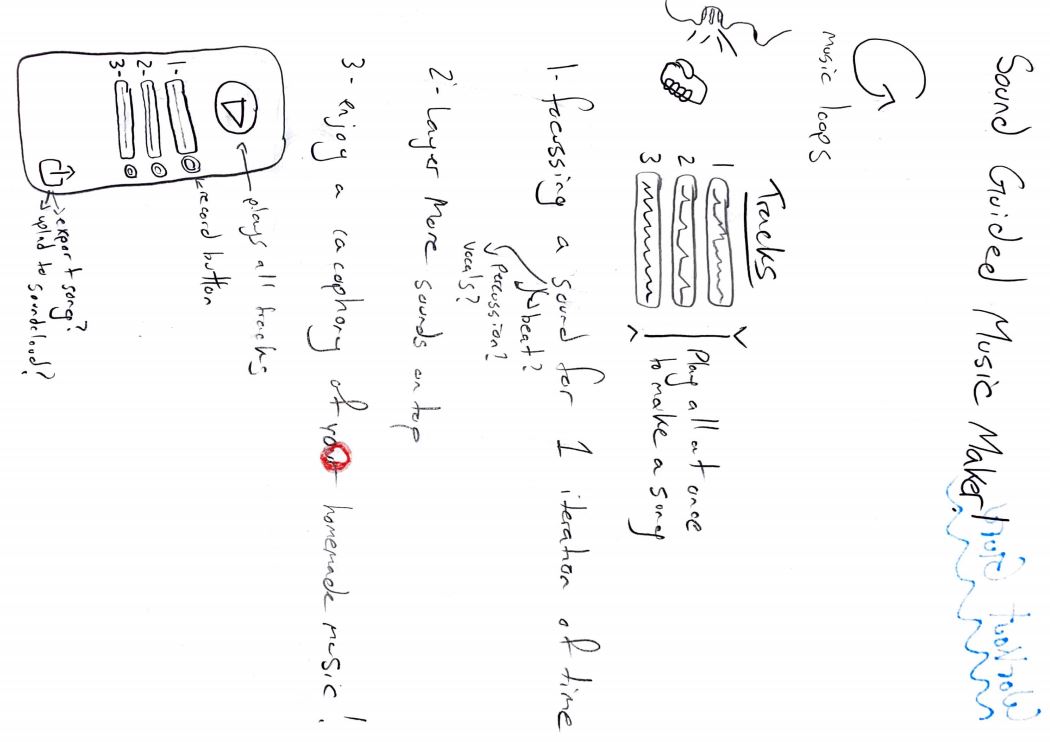 Sound Guided Music Maker!
Workout Diary
music loops
Tracks
1
2
3
Play all at once
to make a song
1- focussing a sound for 1 iteration of time
beat?
Percussion?
vocals?
2- Layer More sounds on top
3- enjoy a cacophony of your homemade music!
plays all tracks
record button
1-
2-
3-
export song?
upload to soundcloud?